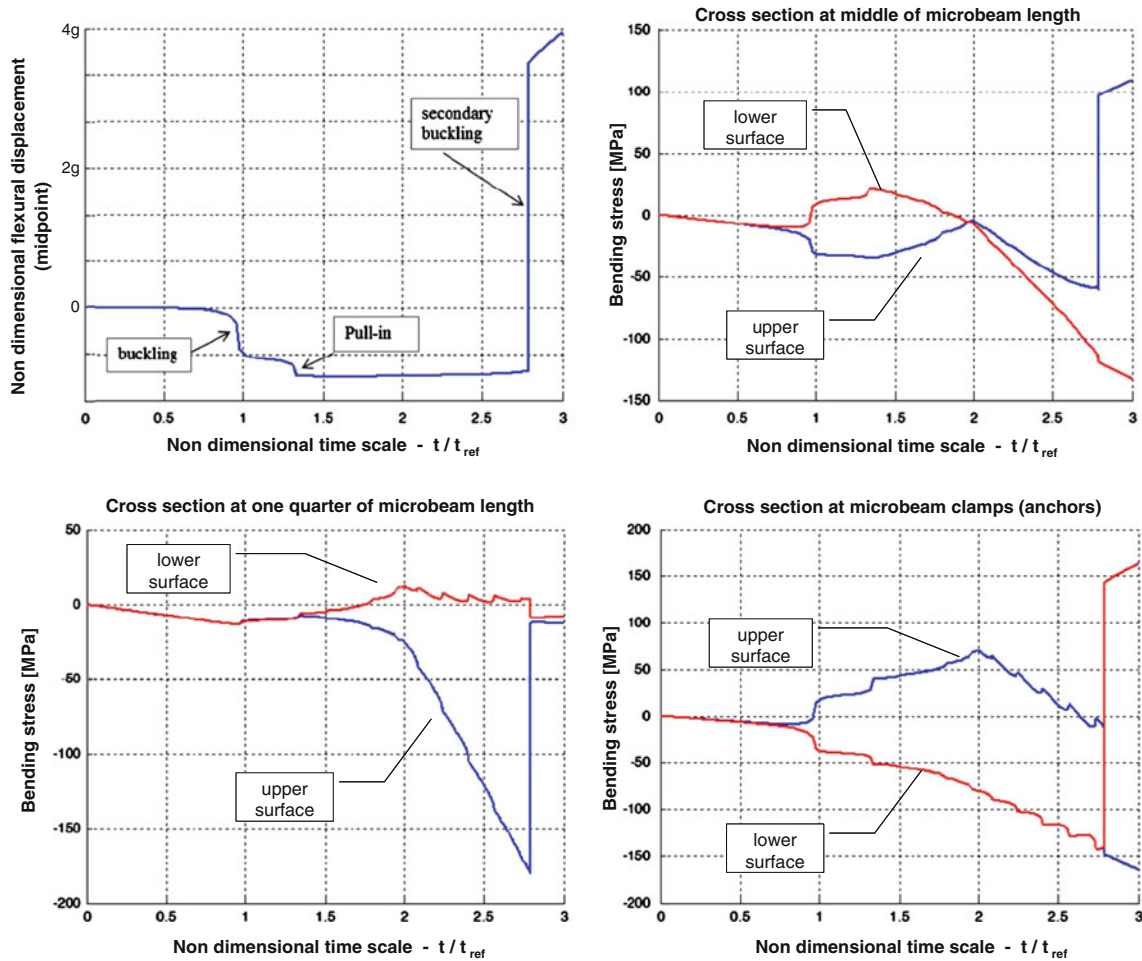 Non dimensional flexural displacement
(midpoint)
4g
2g
0
secondary
buckling
Pull-in
buckling
0 0.5 1 1.5 2 2.5 3
Non dimensional time scale - t / t ref
Cross section at middle of microbeam length
Bending stress [MPa]
150
100
50
0
-50
-100
-150
lower
surface
upper
surface
0 0.5 1 1.5 2 2.5 3
Non dimensional time scale - t / t ref
Cross section at one quarter of microbeam length
Bending stress [MPa]
50
0
-50
-100
-150
-200
lower
surface
upper
surface
0 0.5 1 1.5 2 2.5 3
Non dimensional time scale - t / t ref
Cross section at microbeam clamps (anchors)
Bending stress [MPa]
200
150
100
50
0
-50
-100
-150
-200
upper
surface
lower
surface
0 0.5 1 1.5 2 2.5 3
Non dimensional time scale - t / t ref